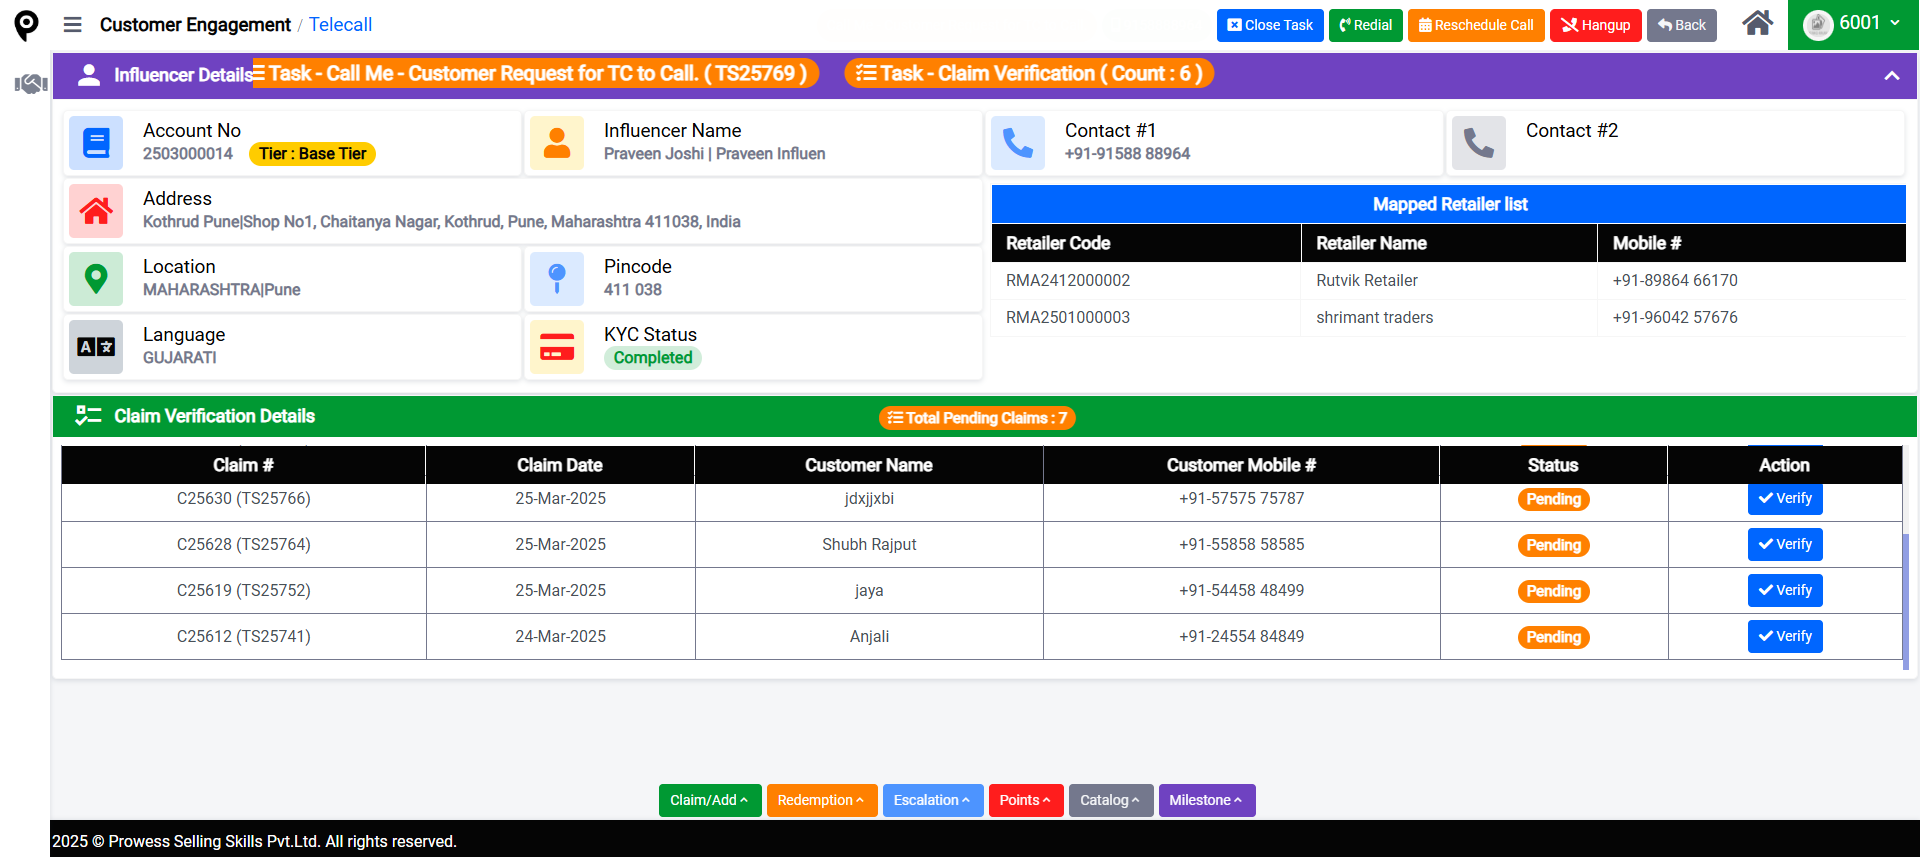 Customer Engagement / Telecall
Close Task
Redial
Reschedule Call
Hangup
Back
6001
Influencer Details
Task - Call Me - Customer Request for TC to Call. ( TS25769 )
Task - Claim Verification ( Count : 6 )
Account No
2503000014
Tier : Base Tier
Influencer Name
Praveen Joshi | Praveen Influen
Contact #1
+91-91588 88964
Contact #2
Address
Kothrud Pune|Shop No1, Chaitanya Nagar, Kothrud, Pune, Maharashtra 411038, India
Location
MAHARASHTRA|Pune
Pincode
411 038
Language
GUJARATI
KYC Status
Completed
Mapped Retailer list
Retailer Code Retailer Name Mobile #
RMA2412000002 Rutvik Retailer +91-89864 66170
RMA2501000003 shrimant traders +91-96042 57676
Claim Verification Details
Total Pending Claims : 7
Claim # Claim Date Customer Name Customer Mobile # Status Action
C25630 (TS25766) 25-Mar-2025 jdxjjxbi +91-57575 75787 Pending Verify
C25628 (TS25764) 25-Mar-2025 Shubh Rajput +91-55858 58585 Pending Verify
C25619 (TS25752) 25-Mar-2025 jaya +91-54458 48499 Pending Verify
C25612 (TS25741) 24-Mar-2025 Anjali +91-24554 84849 Pending Verify
Claim/Add
Redemption
Escalation
Points
Catalog
Milestone
2025 © Prowess Selling Skills Pvt.Ltd. All rights reserved.